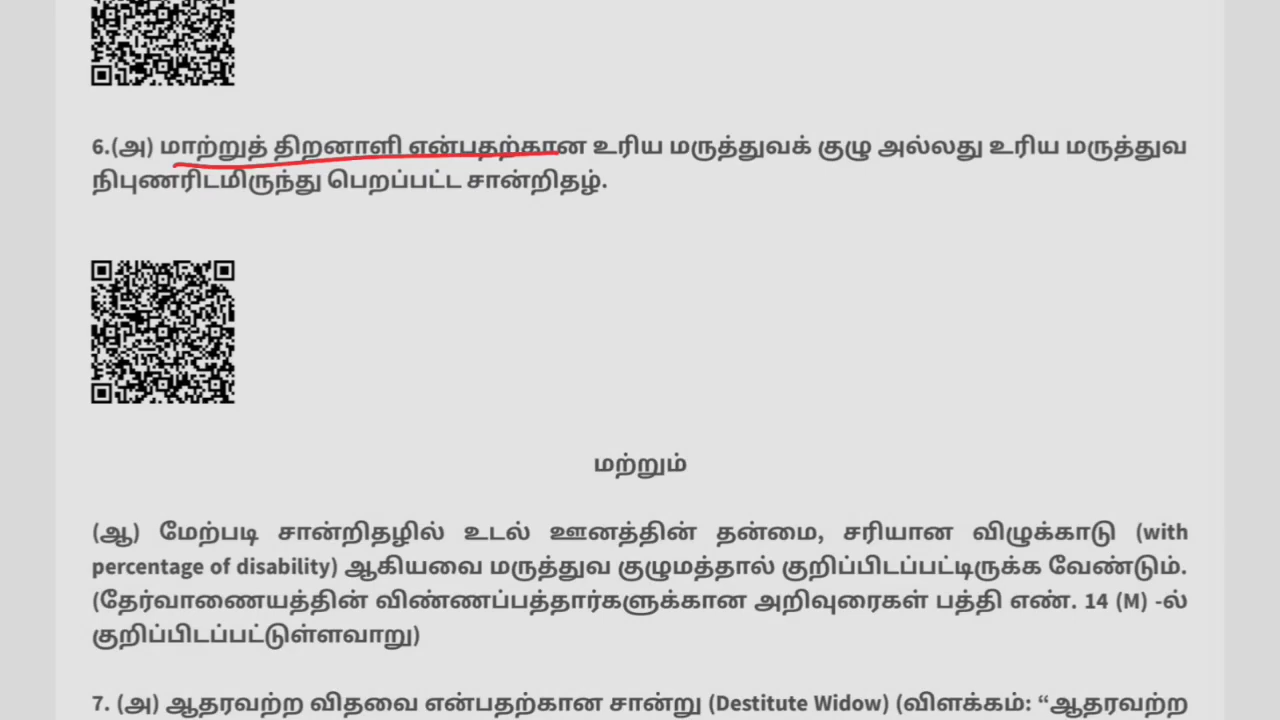 6.(அ) மாற்றுத் திறனாளி என்பதற்கான உரிய மருத்துவக் குழு அல்லது உரிய மருத்துவ
நிபுணரிடமிருந்து பெறப்பட்ட சான்றிதழ்.
மற்றும்
(ஆ) மேற்படி சான்றிதழில் உடல் ஊனத்தின் தன்மை, சரியான விழுக்காடு (with
percentage of disability) ஆகியவை மருத்துவ குழுமத்தால் குறிப்பிடப்பட்டிருக்க வேண்டும்.
(தேர்வாணையத்தின் விண்ணப்பத்தார்களுக்கான அறிவுரைகள் பத்தி எண். 14 (M) -ல்
குறிப்பிடப்பட்டுள்ளவாறு)
7. (அ) ஆதரவற்ற விதவை என்பதற்கான சான்று (Destitute Widow) (விளக்கம்: “ஆதரவற்ற